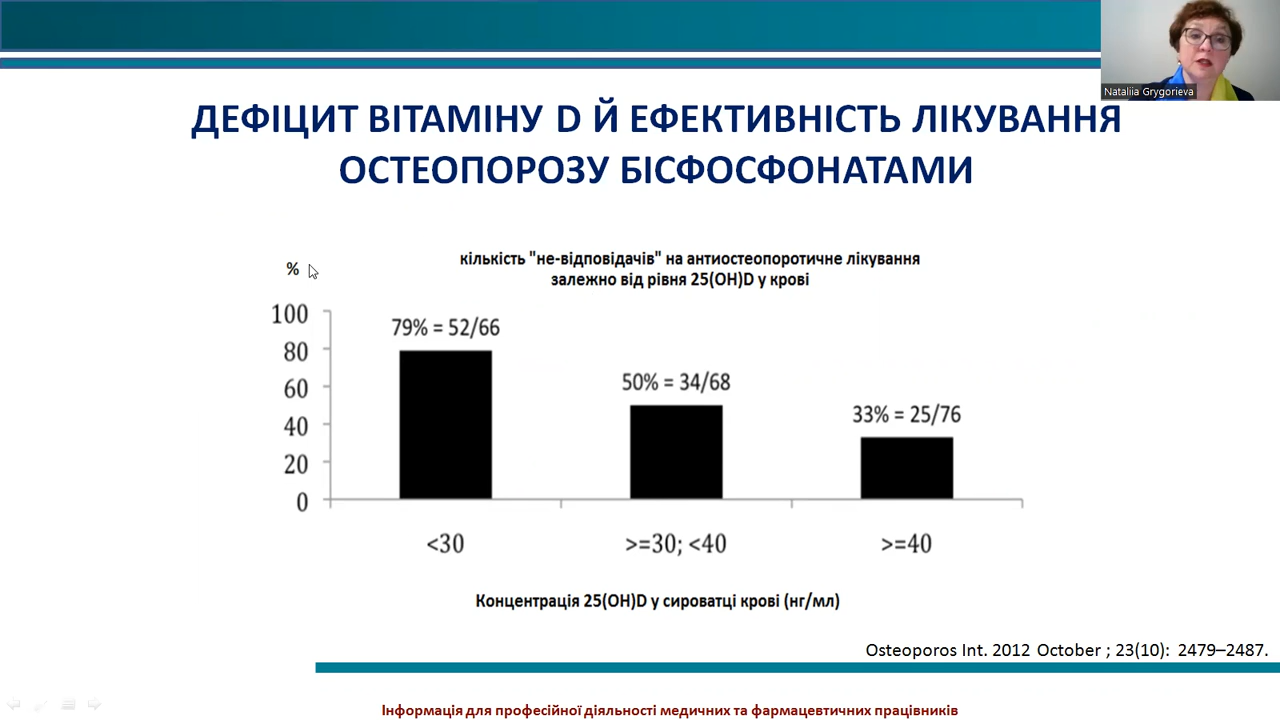 Nataliia Grygorieva
ДЕФІЦИТ ВІТАМІНУ D Й ЕФЕКТИВНІСТЬ ЛІКУВАННЯ
ОСТЕОПОРОЗУ БІСФОСФОНАТАМИ
кількість "не-відповідачів" на антиостеопоротичне лікування
залежно від рівня 25(ОН)D у крові
%
100
80
60
40
20
0
79% = 52/66
50% = 34/68
33% = 25/76
<30
>=30; <40
>=40
Концентрація 25(ОН)D у сироватці крові (нг/мл)
Osteoporos Int. 2012 October ; 23(10): 2479–2487.
Інформація для професійної діяльності медичних та фармацевтичних працівників